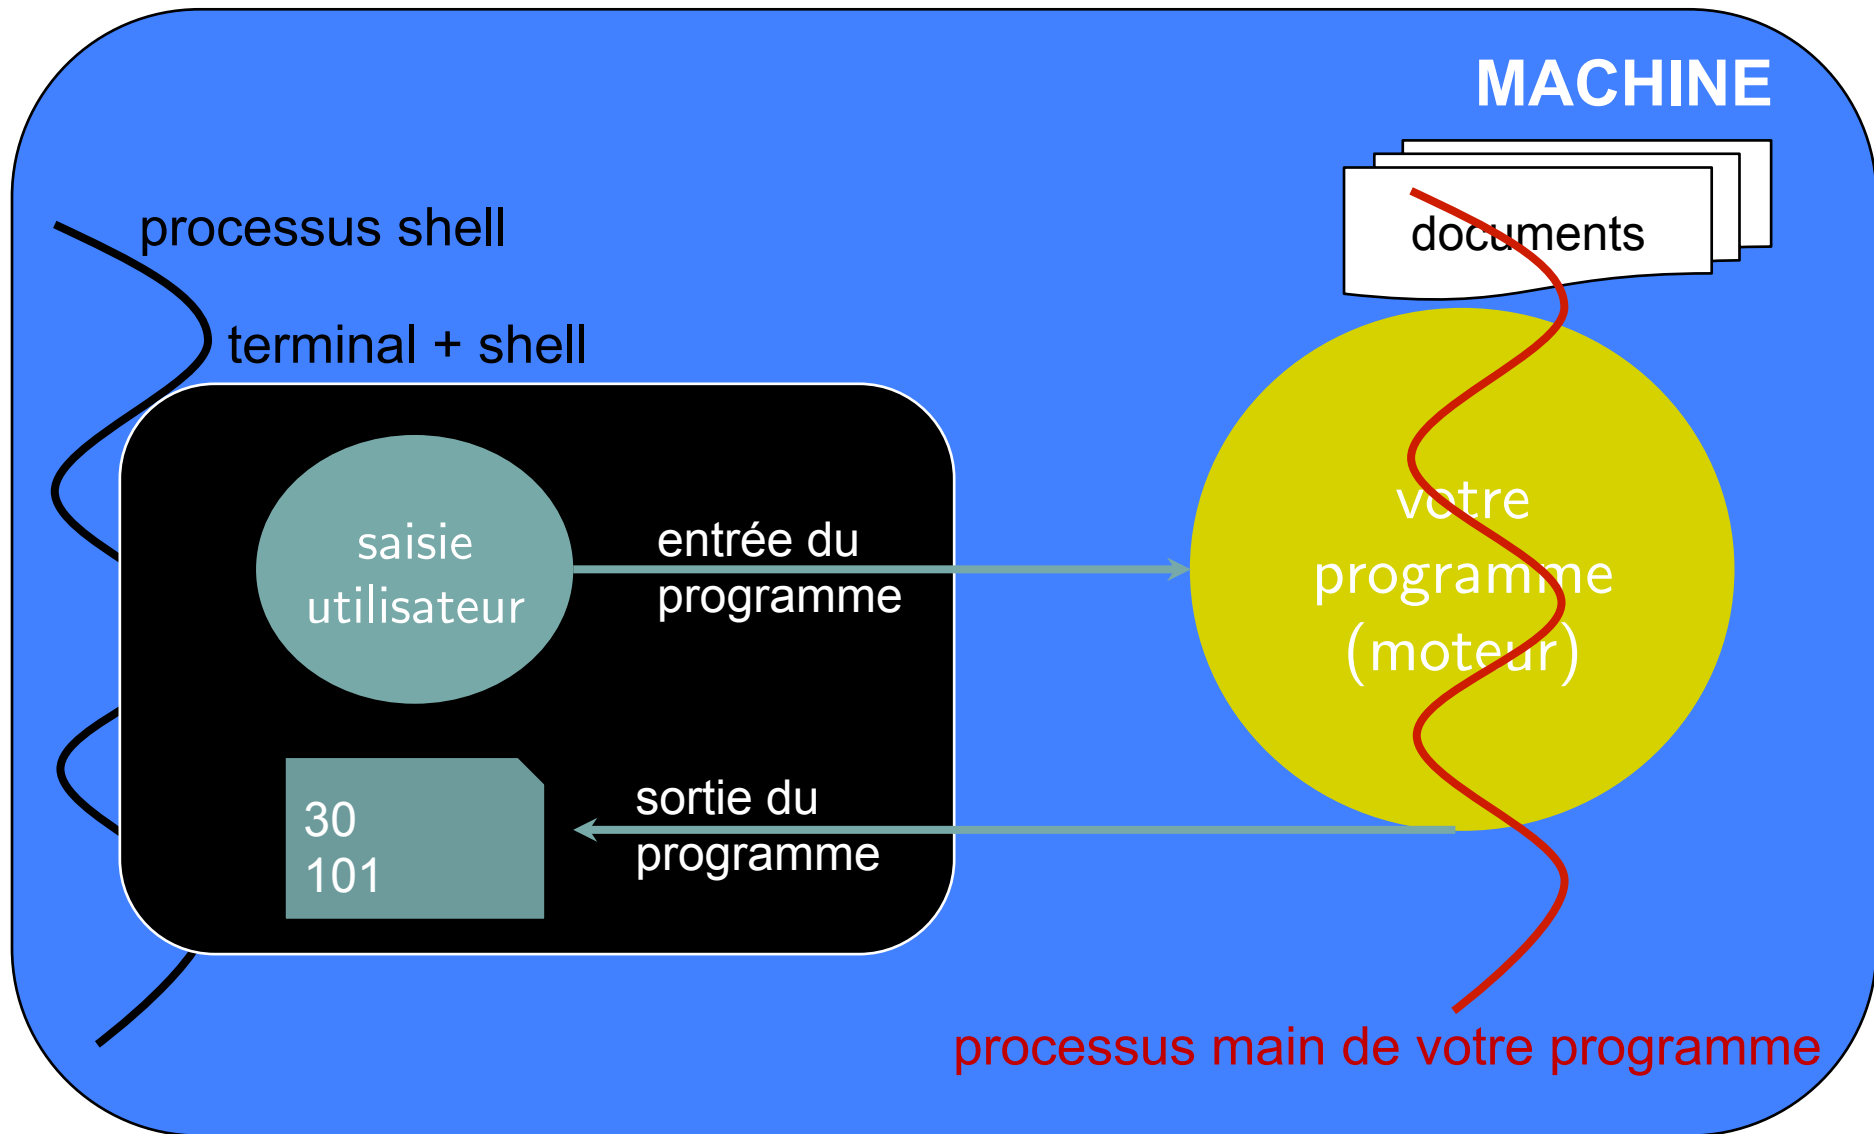 MACHINE
processus shell
documents
terminal + shell
saisie
utilisateur
entrée du
programme
votre
programme
(moteur)
30
101
sortie du
programme
processus main de votre programme